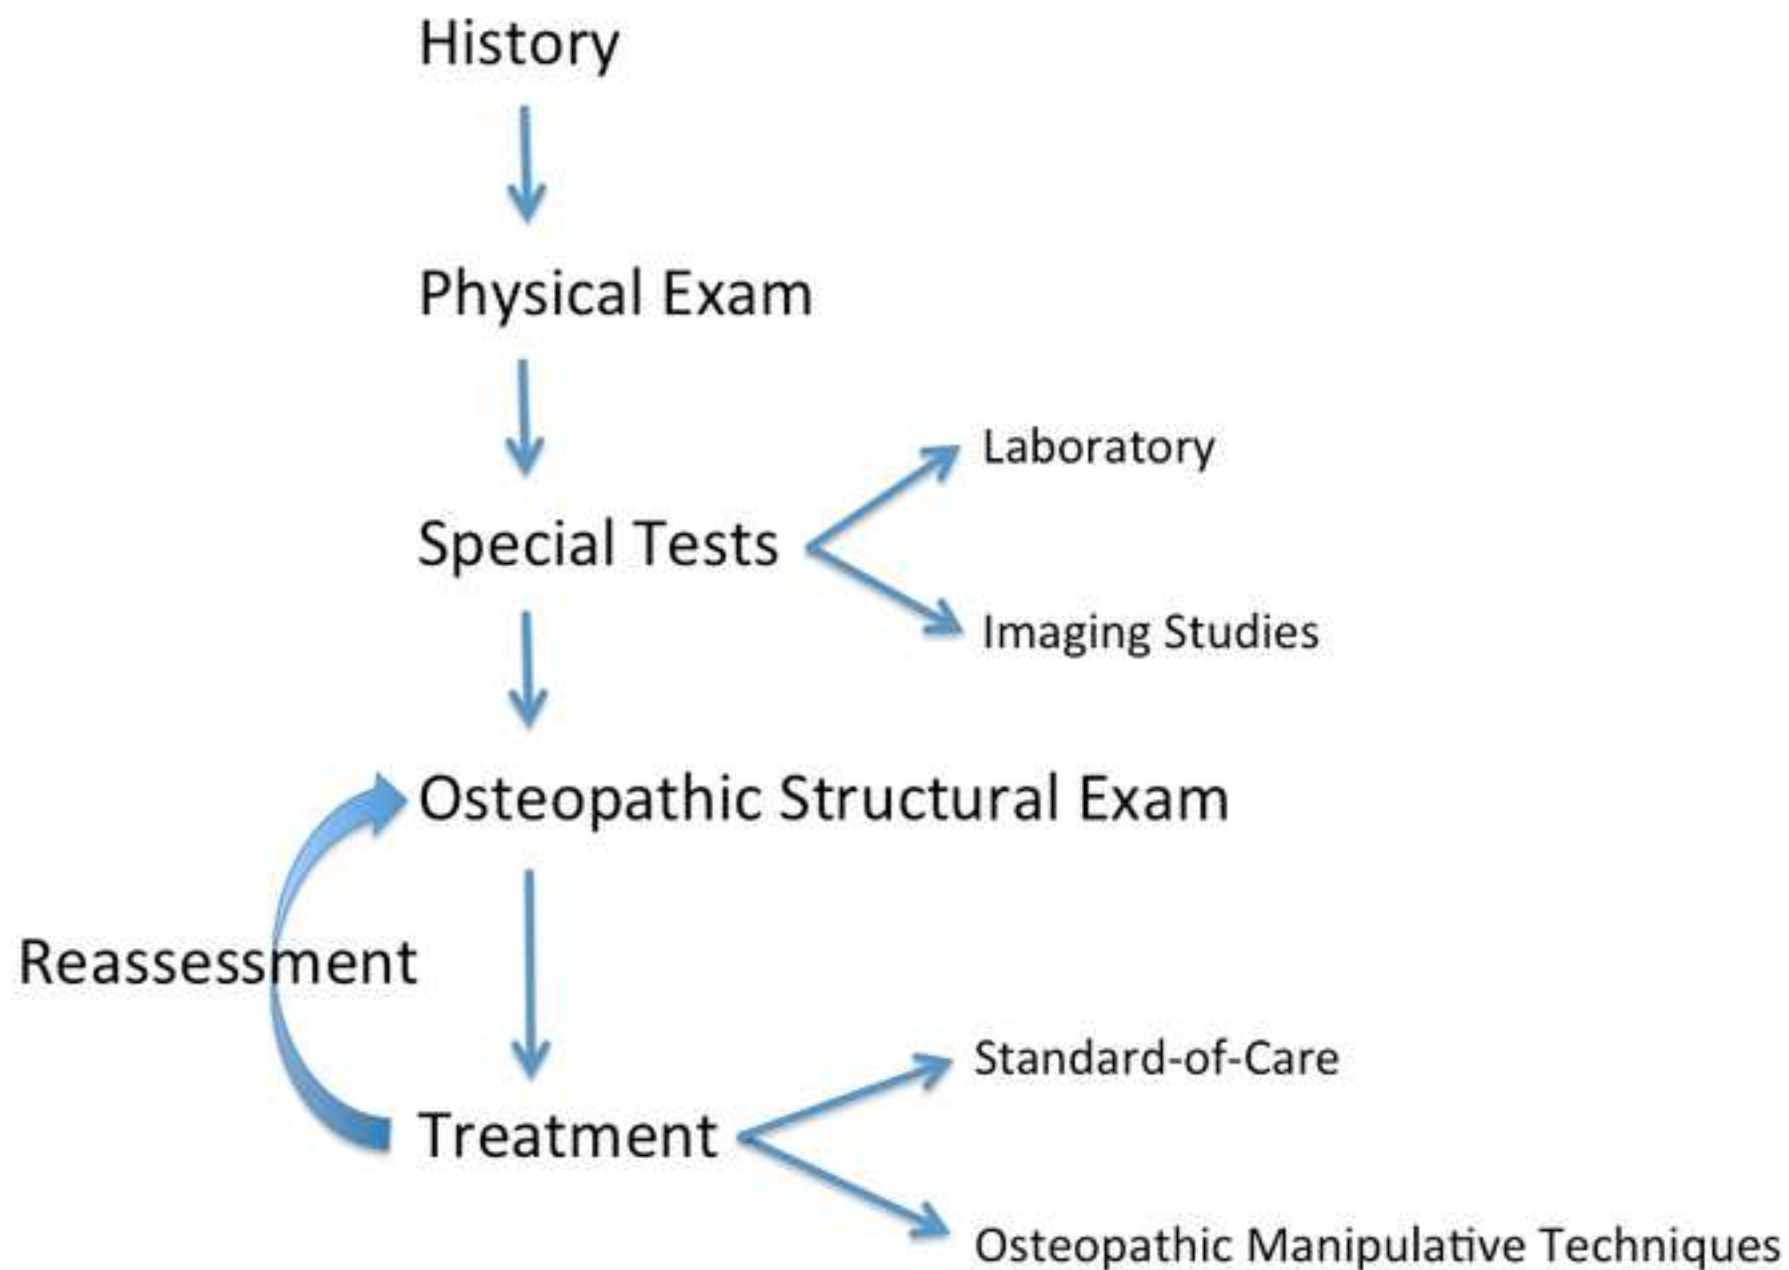 History
Physical Exam
Laboratory
Special Tests
Imaging Studies
Osteopathic Structural Exam
Reassessment
Standard-of-Care
Treatment
Osteopathic Manipulative Techniques